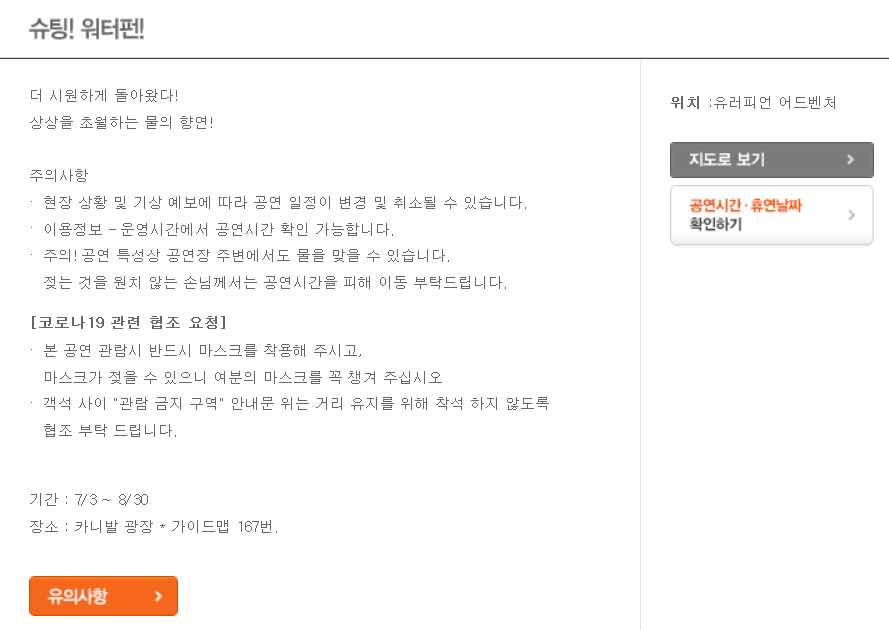 슈팅! 워터펀!
더 시원하게 돌아왔다!
상상을 초월하는 물의 향연!
주의사항
· 현장 상황 및 기상 예보에 따라 공연 일정이 변경 및 취소될 수 있습니다.
· 이용정보 - 운영시간에서 공연시간 확인 가능합니다.
· 주의! 공연 특성상 공연장 주변에서도 물을 맞을 수 있습니다.
젖는 것을 원치 않는 손님께서는 공연시간을 피해 이동 부탁드립니다.
[코로나19 관련 협조 요청]
· 본 공연 관람시 반드시 마스크를 착용해 주시고,
마스크가 젖을 수 있으니 여분의 마스크를 꼭 챙겨 주십시오
· 객석 사이 "관람 금지 구역" 안내문 위는 거리 유지를 위해 착석 하지 않도록
협조 부탁 드립니다.
기간 : 7/3 ~ 8/30
장소 : 카니발 광장 * 가이드맵 167번.
유의사항
위치 :유러피언 어드벤처
지도로 보기
공연시간·휴연날짜
확인하기